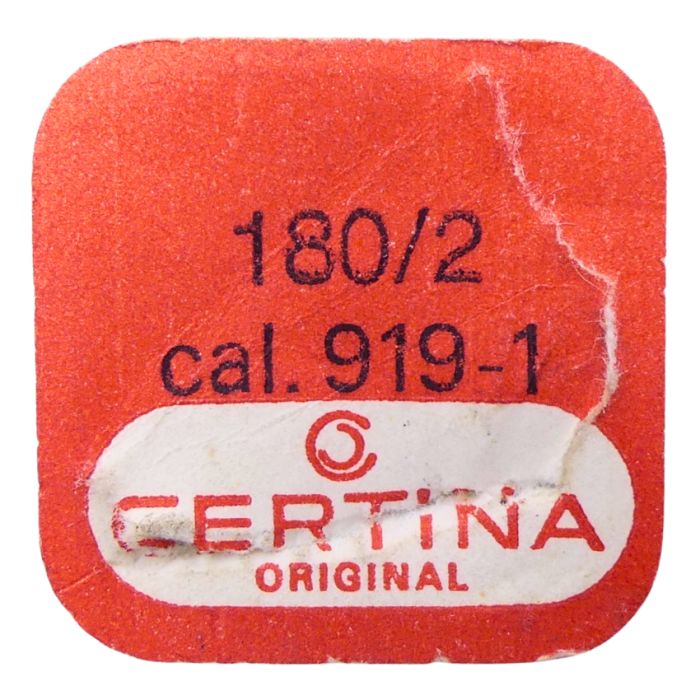 180/2
cal. 919-1
CERTINA
ORIGINAL